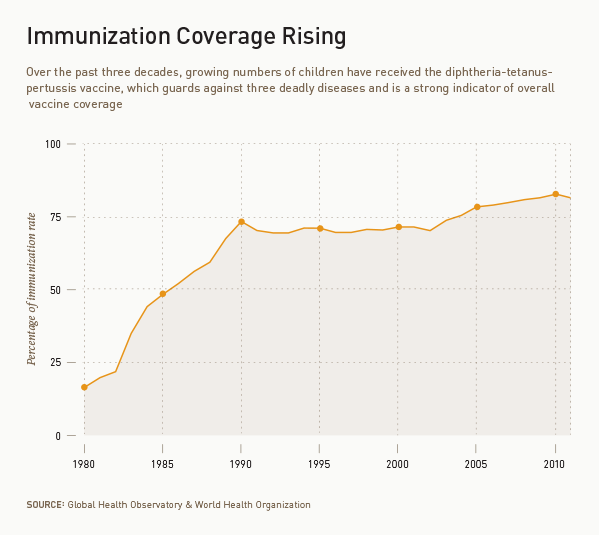 Immunization Coverage Rising
Over the past three decades, growing numbers of children have received the diphtheria-tetanus-
pertussis vaccine, which guards against three deadly diseases and is a strong indicator of overall
vaccine coverage
Percentage of immunization rate
100
75
50
25
0
1980 1985 1990 1995 2000 2005 2010
SOURCE: Global Health Observatory & World Health Organization